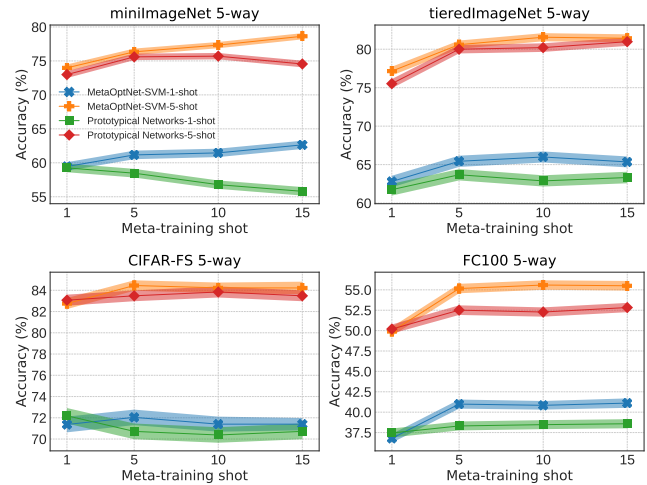 miniImageNet 5-way
80
75
70
65
60
55
Accuracy (%)
MetaOptNet-SVM-1-shot
MetaOptNet-SVM-5-shot
Prototypical Networks-1-shot
Prototypical Networks-5-shot
1 5 10 15
Meta-training shot
tieredImageNet 5-way
80
75
70
65
60
Accuracy (%)
1 5 10 15
Meta-training shot
CIFAR-FS 5-way
84
82
80
78
76
74
72
70
Accuracy (%)
1 5 10 15
Meta-training shot
FC100 5-way
55.0
52.5
50.0
47.5
45.0
42.5
40.0
37.5
Accuracy (%)
1 5 10 15
Meta-training shot